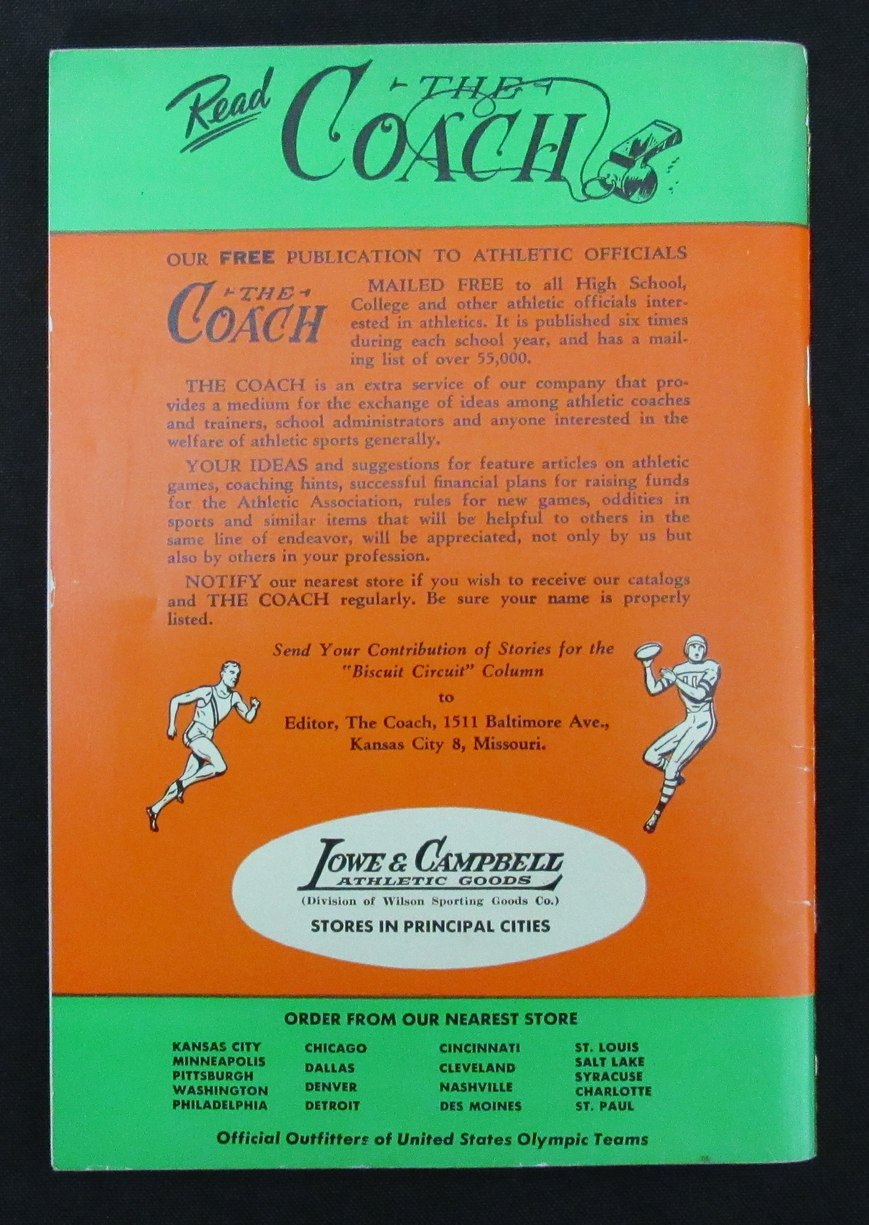 Read
THE
COACH
OUR FREE PUBLICATION TO ATHLETIC OFFICIALS
THE
COACH
MAILED FREE to all High School,
College and other athletic officials inter-
ested in athletics. It is published six times
during each school year, and has a mail-
ing list of over 55,000.
THE COACH is an extra service of our company that pro-
vides a medium for the exchange of ideas among athletic coaches
and trainers, school administrators and anyone interested in the
welfare of athletic sports generally.
YOUR IDEAS and suggestions for feature articles on athletic
games, coaching hints, successful financial plans for raising funds
for the Athletic Association, rules for new games, oddities in
sports and similar items that will be helpful to others in the
same line of endeavor, will be appreciated, not only by us but
also by others in your profession.
NOTIFY our nearest store if you wish to receive our catalogs
and THE COACH regularly. Be sure your name is properly
listed.
Send Your Contribution of Stories for the
"Biscuit Circuit" Column
to
Editor, The Coach, 1511 Baltimore Ave.,
Kansas City 8, Missouri.
LOWE & CAMPBELL
ATHLETIC GOODS
(Division of Wilson Sporting Goods Co.)
STORES IN PRINCIPAL CITIES
ORDER FROM OUR NEAREST STORE
KANSAS CITY
MINNEAPOLIS
PITTSBURGH
WASHINGTON
PHILADELPHIA
CHICAGO
DALLAS
DENVER
DETROIT
CINCINNATI
CLEVELAND
NASHVILLE
DES MOINES
ST. LOUIS
SALT LAKE
SYRACUSE
CHARLOTTE
ST. PAUL
Official Outfitters of United States Olympic Teams